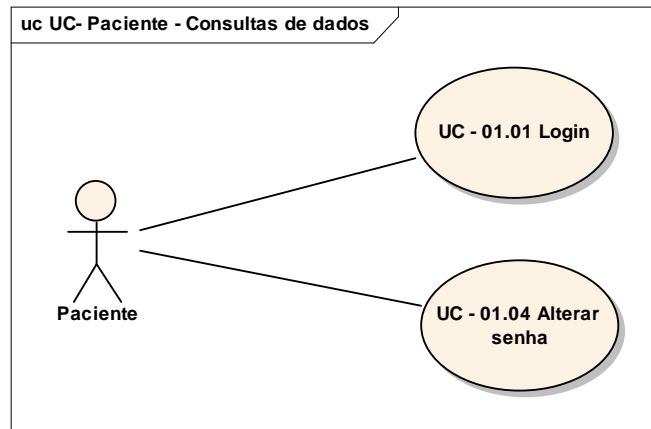 uc UC- Paciente - Consultas de dados
UC - 01.01 Login
Paciente
UC - 01.04 Alterar
senha